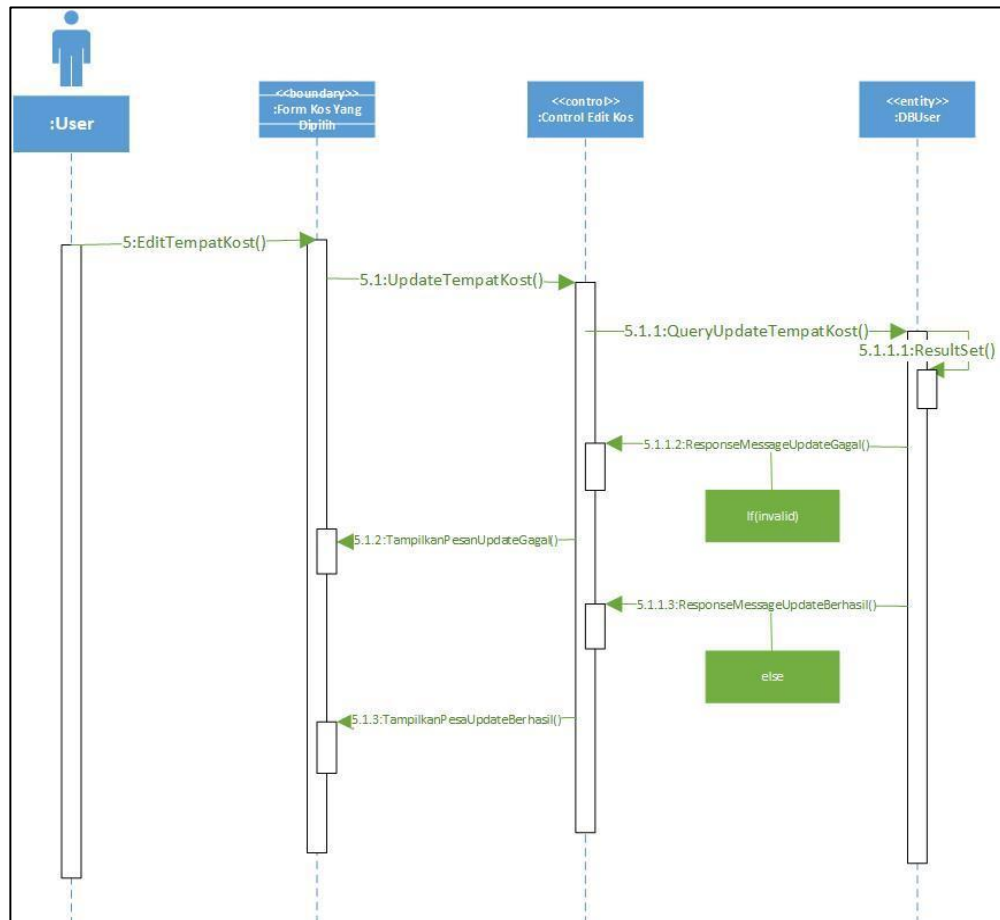 :User
<<boundary>>
:Form Kos Yang
Dipilih
<<control>>
:Control Edit Kos
<<entity>>
:DBUser
5:EditTempatKost()
5.1:UpdateTempatKost()
5.1.1:QueryUpdateTempatKost()
5.1.1.1:ResultSet()
5.1.1.2:ResponseMessageUpdateGagal()
If(invalid)
5.1.2:TampilkanPesanUpdateGagal()
5.1.1.3:ResponseMessageUpdateBerhasil()
else
5.1.3:TampilkanPesaUpdateBerhasil()